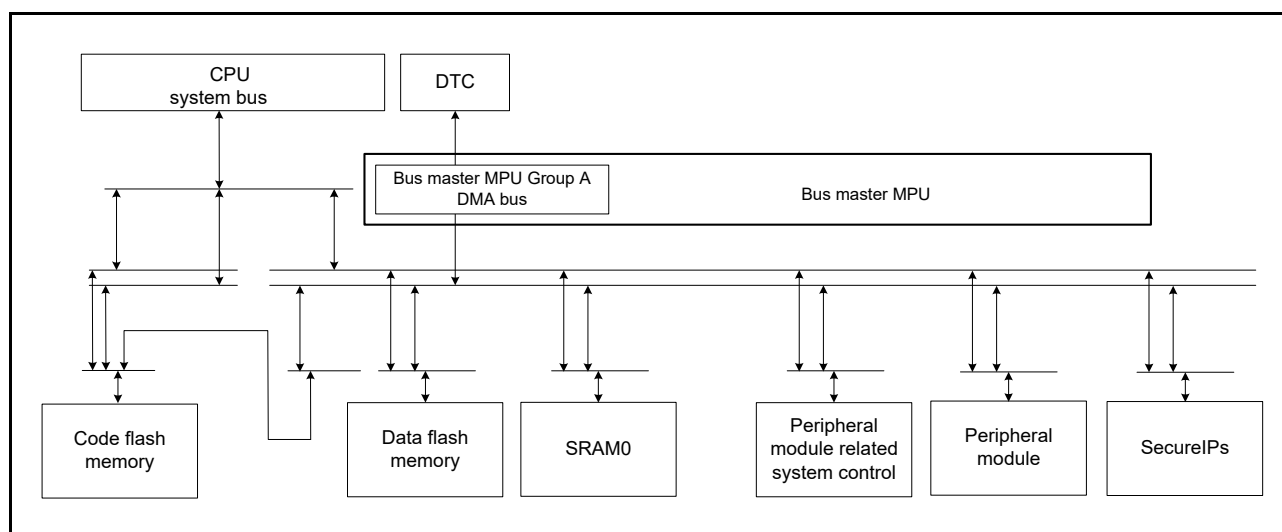 CPU
system bus
DTC
Bus master MPU Group A
DMA bus
Bus master MPU
Code flash
memory
Data flash
memory
SRAM0
Peripheral
module related
system control
Peripheral
module
SecureIPs